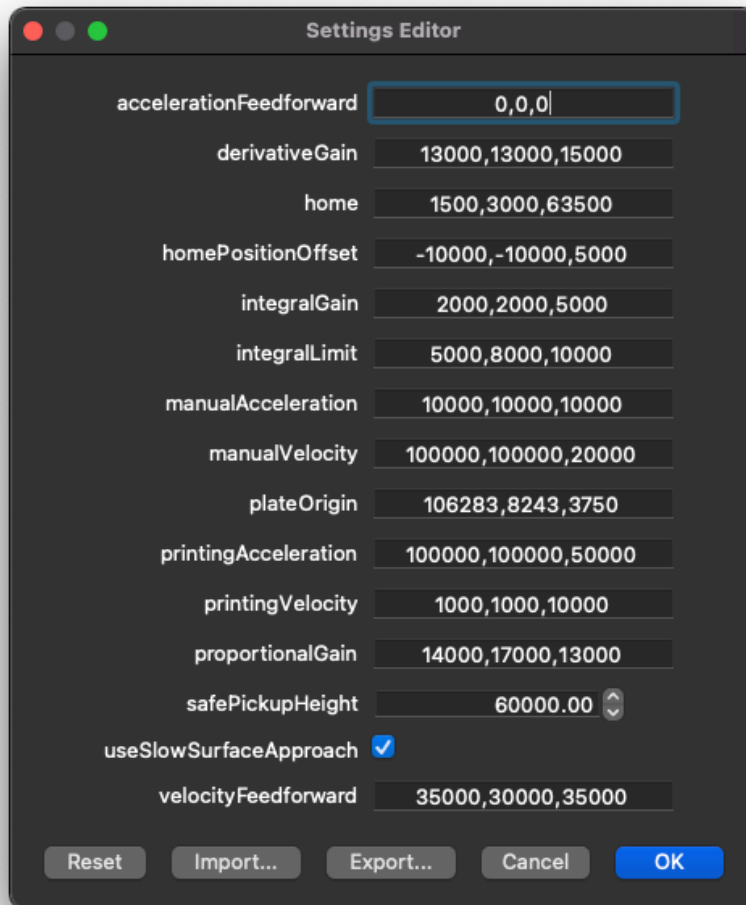 Settings Editor
accelerationFeedforward 0,0,0
derivativeGain 13000,13000,15000
home 1500,3000,63500
homePositionOffset -10000,-10000,5000
integralGain 2000,2000,5000
integralLimit 5000,8000,10000
manualAcceleration 10000,10000,10000
manualVelocity 100000,100000,20000
plateOrigin 106283,8243,3750
printingAcceleration 100000,100000,50000
printingVelocity 1000,1000,10000
proportionalGain 14000,17000,13000
safePickupHeight 60000.00
useSlowSurfaceApproach
velocityFeedforward 35000,30000,35000
Reset Import... Export... Cancel OK